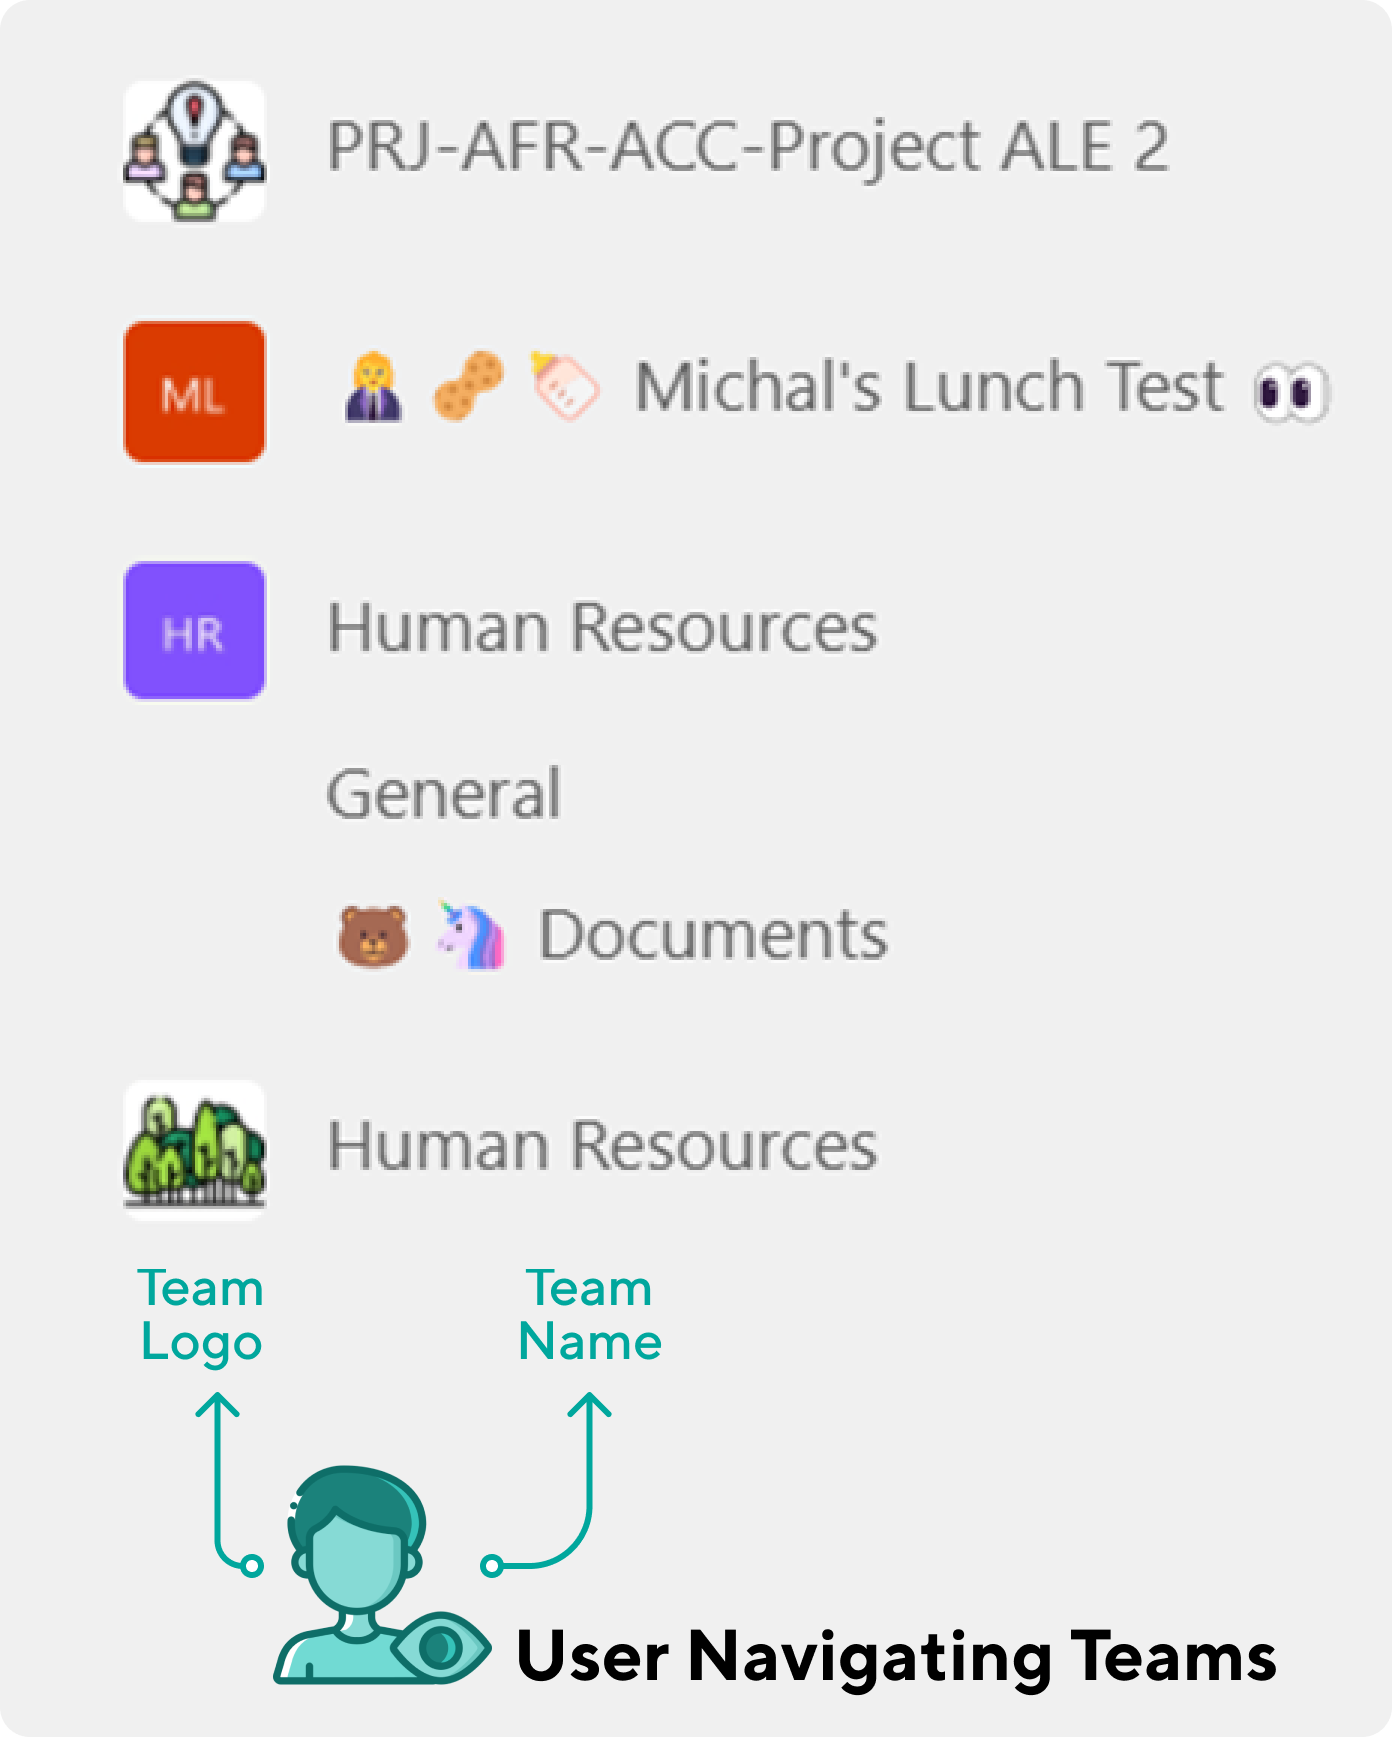 PRJ-AFR-ACC-Project ALE 2
ML
Michal's Lunch Test
HR
Human Resources
General
Documents
Human Resources
Team
Logo
Team
Name
User Navigating Teams